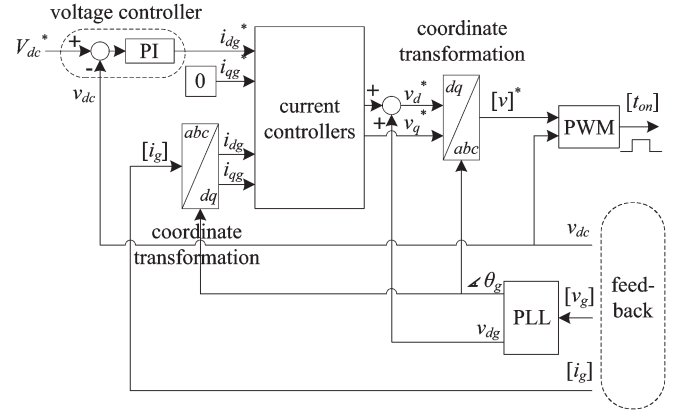 voltage controller
V_dc*
+
-
PI
v_dc
i_dg*
0
i_qg*
current
controllers
[i_g]
abc
dq
i_dg
i_qg
coordinate
transformation
+
+
v_d*
v_q*
coordinate
transformation
dq
abc
[v]*
PWM
[t_on]
v_dc
feed-
back
∡ θ_g
PLL
[v_g]
v_dg
[i_g]